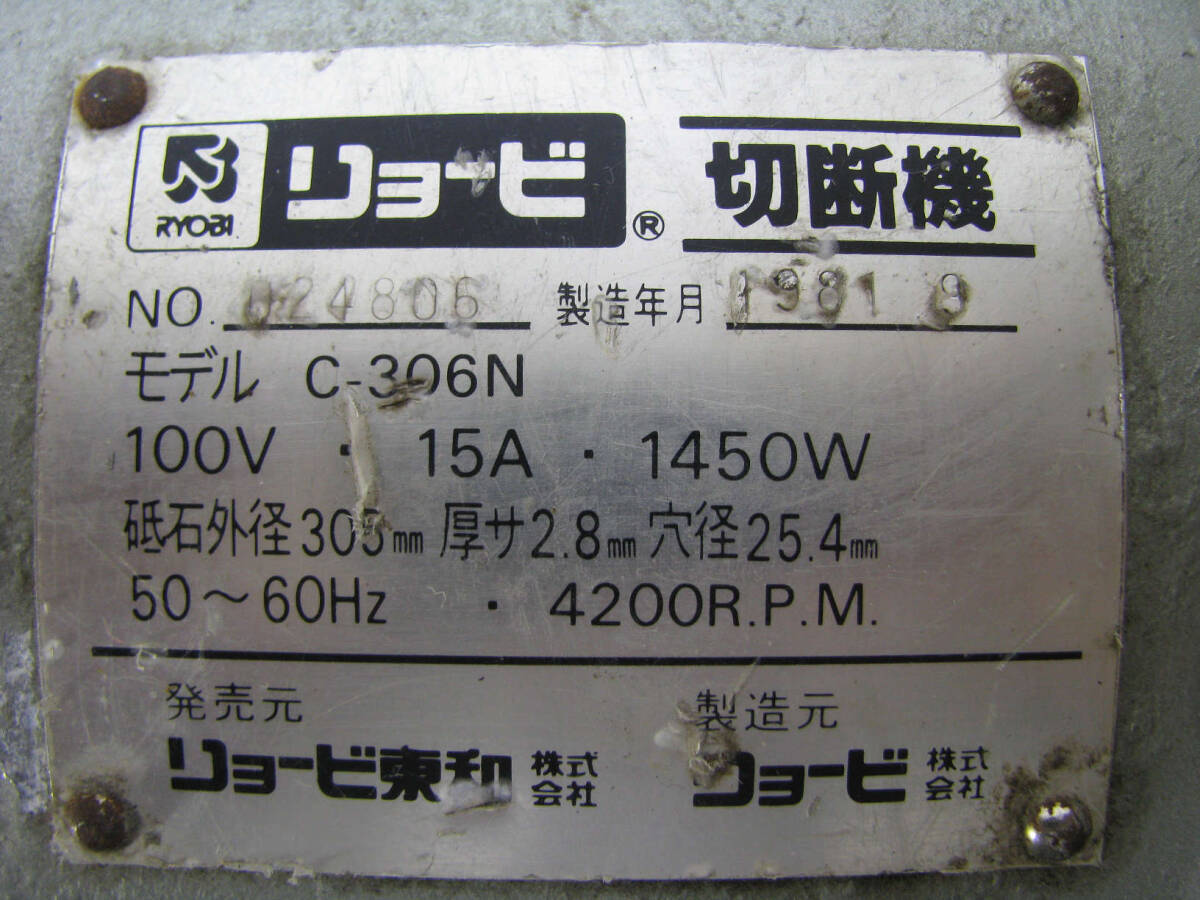 RYOBI リョービ ® 切断機
NO. 024806 製造年月 1981 9
モデル C-306N
100V ・ 15A ・ 1450W
砥石外径305mm 厚サ2.8mm 穴径25.4mm
50〜60Hz ・ 4200R.P.M.
発売元 製造元
リョービ東和 株式会社 リョービ 株式会社